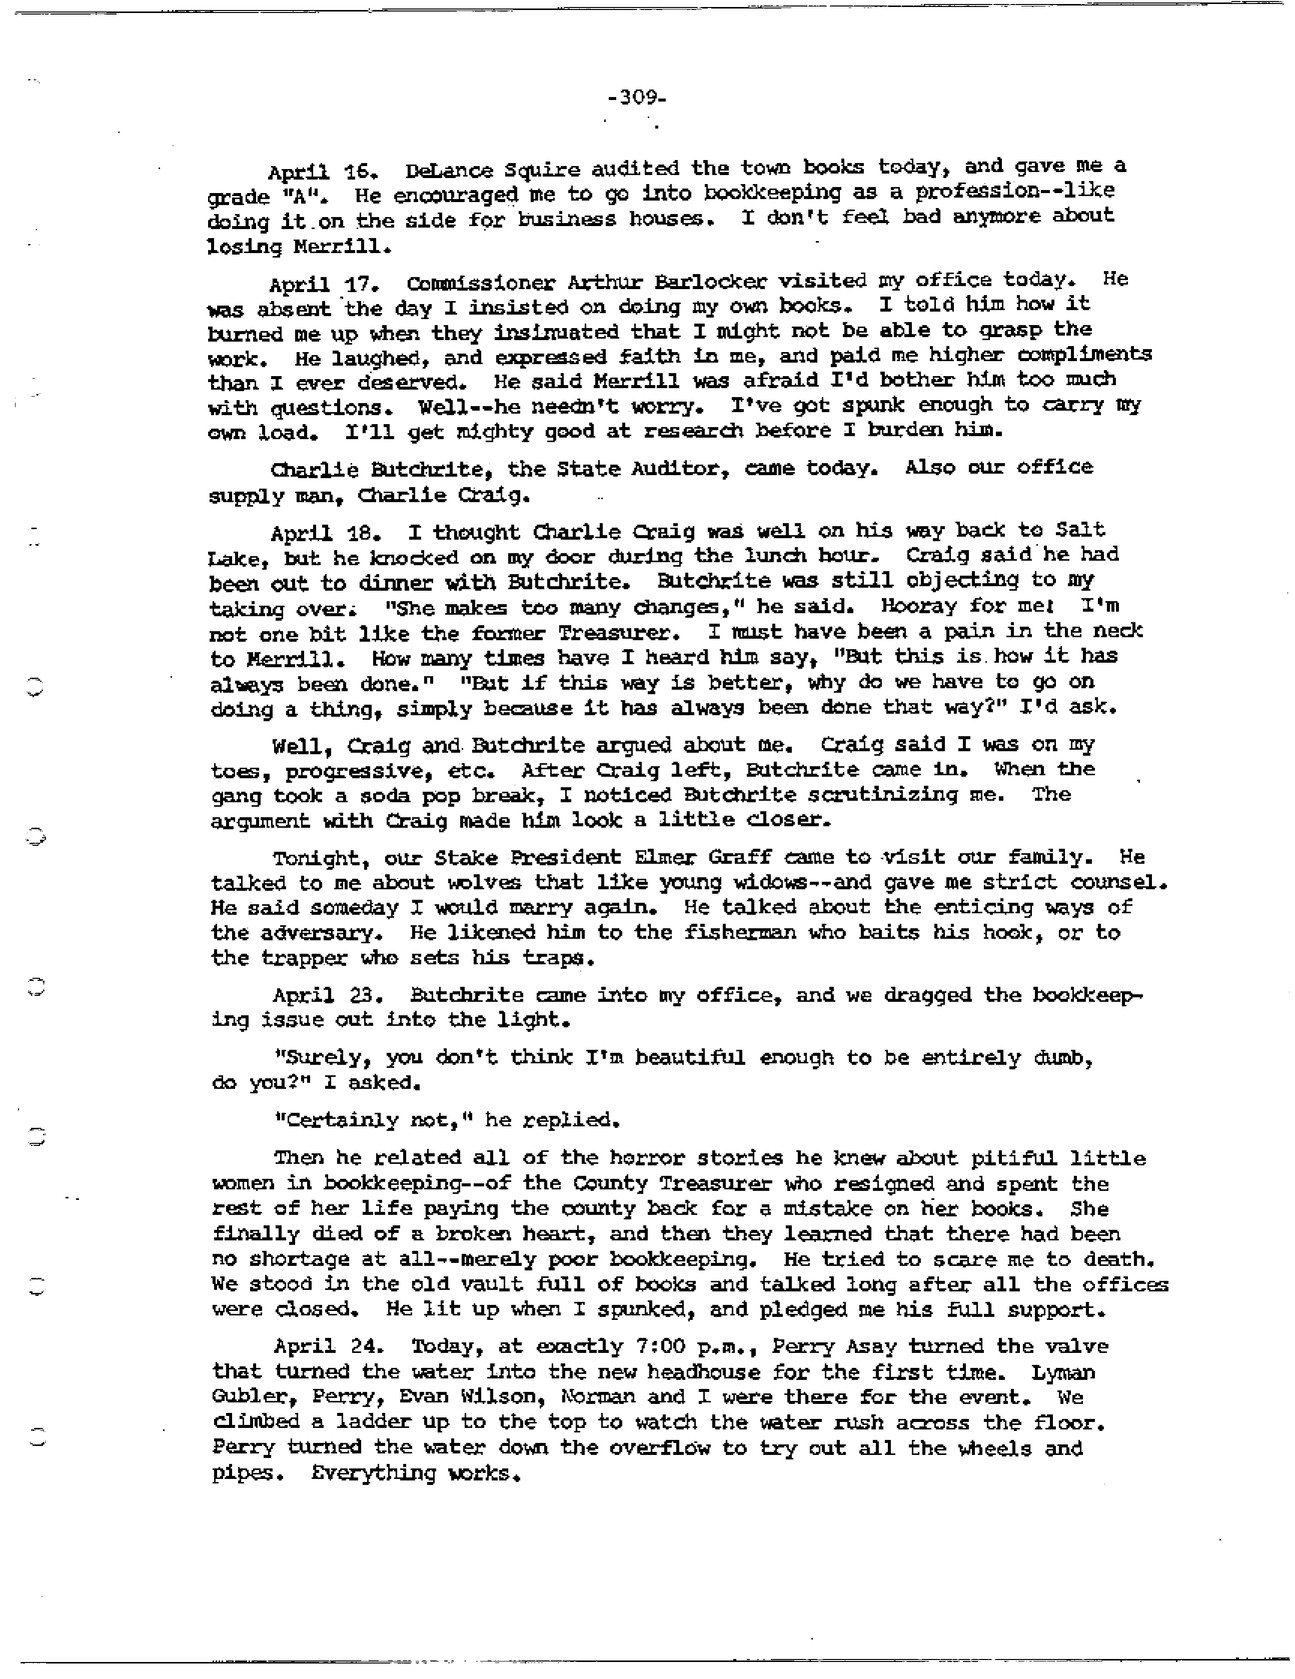 -309-
April 16. DeLance Squire audited the town books today, and gave me a
grade "A". He encouraged me to go into bookkeeping as a profession--like
doing it on the side for business houses. I don't feel bad anymore about
losing Merrill.
April 17. Commissioner Arthur Barlocker visited my office today. He
was absent the day I insisted on doing my own books. I told him how it
burned me up when they insinuated that I might not be able to grasp the
work. He laughed, and expressed faith in me, and paid me higher compliments
than I ever deserved. He said Merrill was afraid I'd bother him too much
with questions. Well--he needn't worry. I've got spunk enough to carry my
own load. I'll get mighty good at research before I burden him.
Charlie Butchrite, the State Auditor, came today. Also our office
supply man, Charlie Craig.
April 18. I thought Charlie Craig was well on his way back to Salt
Lake, but he knocked on my door during the lunch hour. Craig said he had
been out to dinner with Butchrite. Butchrite was still objecting to my
taking over. "She makes too many changes," he said. Hooray for me! I'm
not one bit like the former Treasurer. I must have been a pain in the neck
to Merrill. How many times have I heard him say, "But this is how it has
always been done." "But if this way is better, why do we have to go on
doing a thing, simply because it has always been done that way?" I'd ask.
Well, Craig and Butchrite argued about me. Craig said I was on my
toes, progressive, etc. After Craig left, Butchrite came in. When the
gang took a soda pop break, I noticed Butchrite scrutinizing me. The
argument with Craig made him look a little closer.
Tonight, our Stake President Elmer Graff came to visit our family. He
talked to me about wolves that like young widows--and gave me strict counsel.
He said someday I would marry again. He talked about the enticing ways of
the adversary. He likened him to the fisherman who baits his hook, or to
the trapper who sets his traps.
April 23. Butchrite came into my office, and we dragged the bookkeep-
ing issue out into the light.
"Surely, you don't think I'm beautiful enough to be entirely dumb,
do you?" I asked.
"Certainly not," he replied.
Then he related all of the horror stories he knew about pitiful little
women in bookkeeping--of the County Treasurer who resigned and spent the
rest of her life paying the county back for a mistake on her books. She
finally died of a broken heart, and then they learned that there had been
no shortage at all--merely poor bookkeeping. He tried to scare me to death.
We stood in the old vault full of books and talked long after all the offices
were closed. He lit up when I spunked, and pledged me his full support.
April 24. Today, at exactly 7:00 p.m., Perry Asay turned the valve
that turned the water into the new headhouse for the first time. Lyman
Gubler, Perry, Evan Wilson, Norman and I were there for the event. We
climbed a ladder up to the top to watch the water rush across the floor.
Perry turned the water down the overflow to try out all the wheels and
pipes. Everything works.